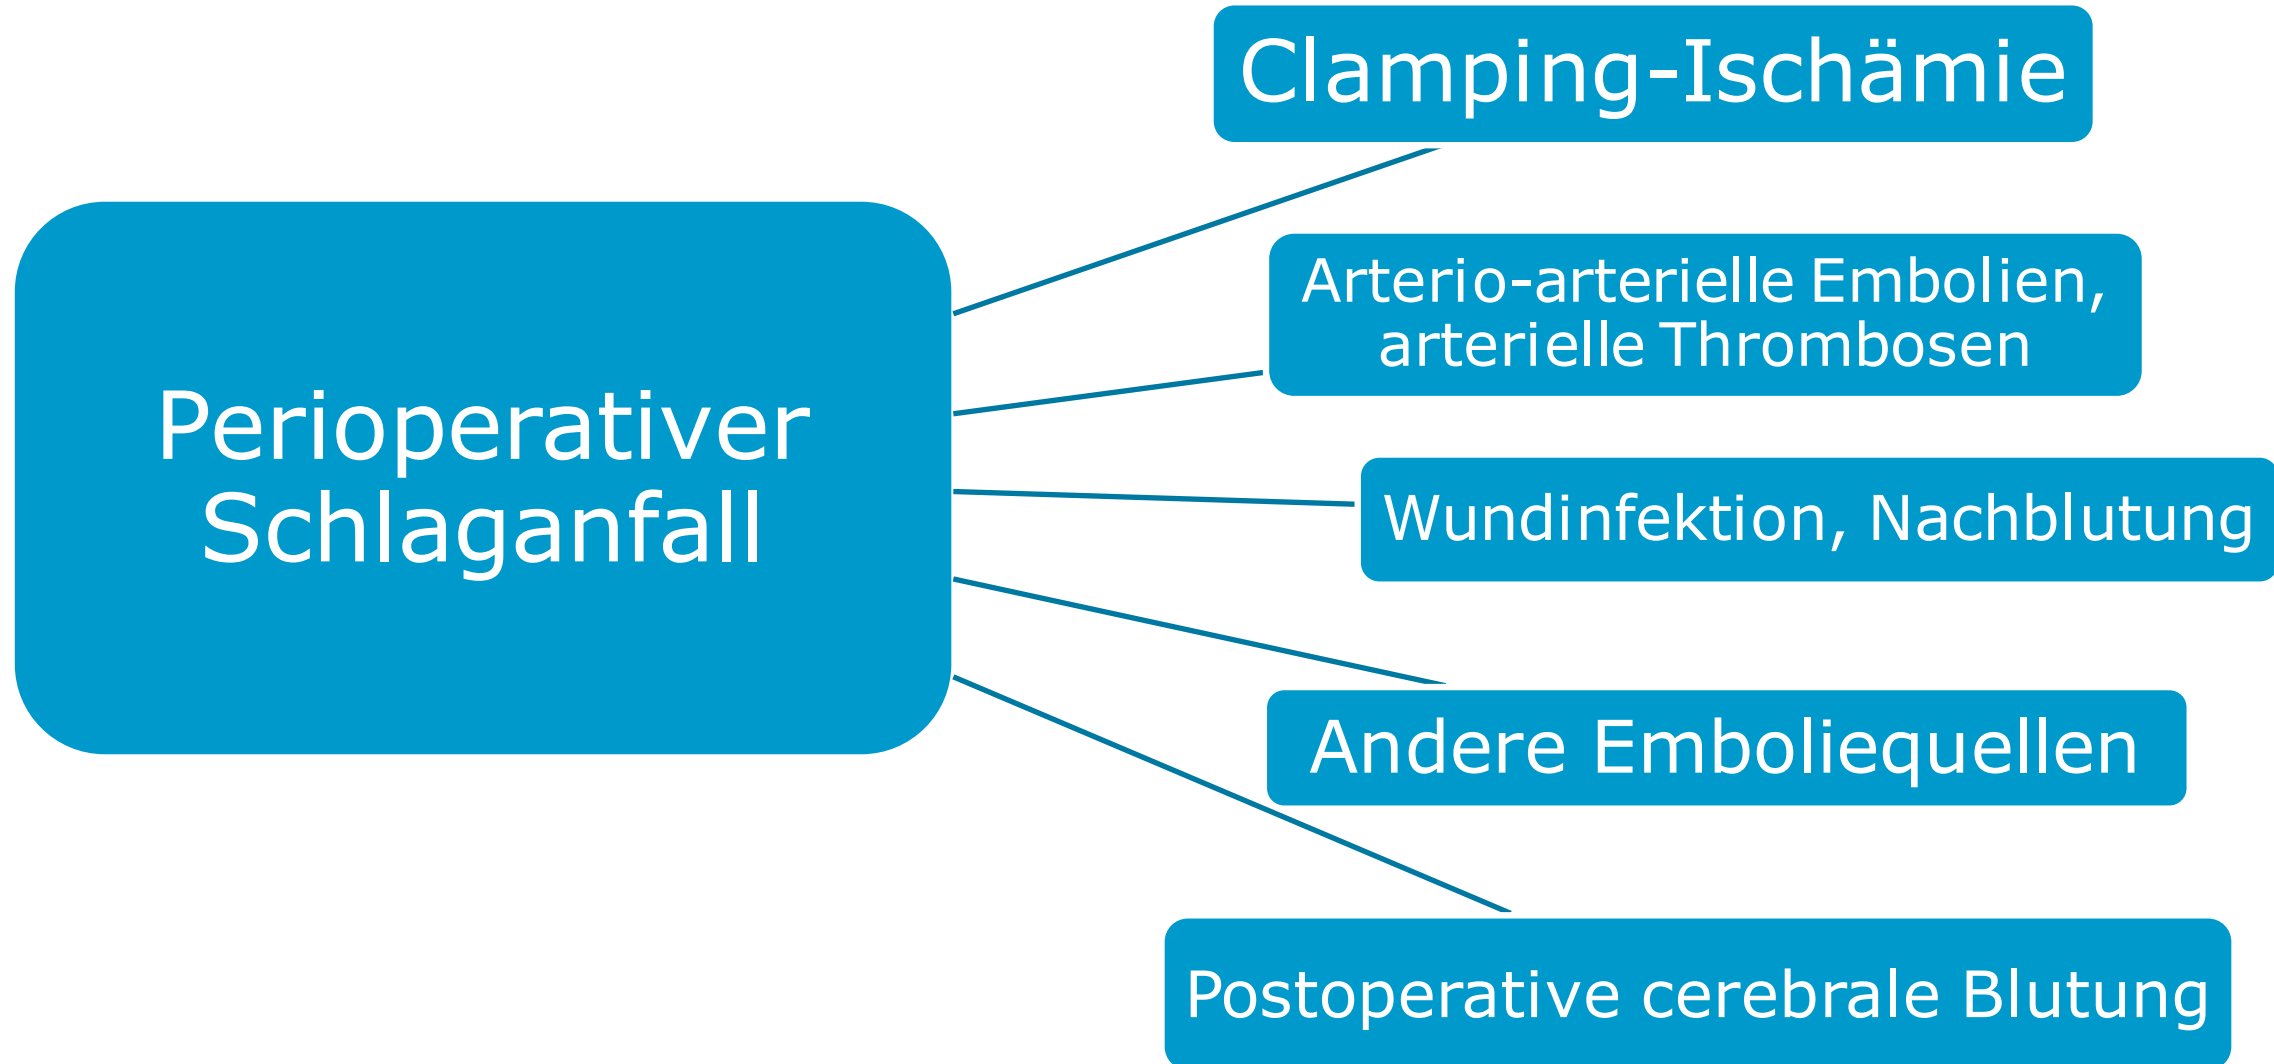 Clamping-Ischämie
Arterio-arterielle Embolien,
arterielle Thrombosen
Perioperativer
Schlaganfall
Wundinfektion, Nachblutung
Andere Emboliequellen
Postoperative cerebrale Blutung